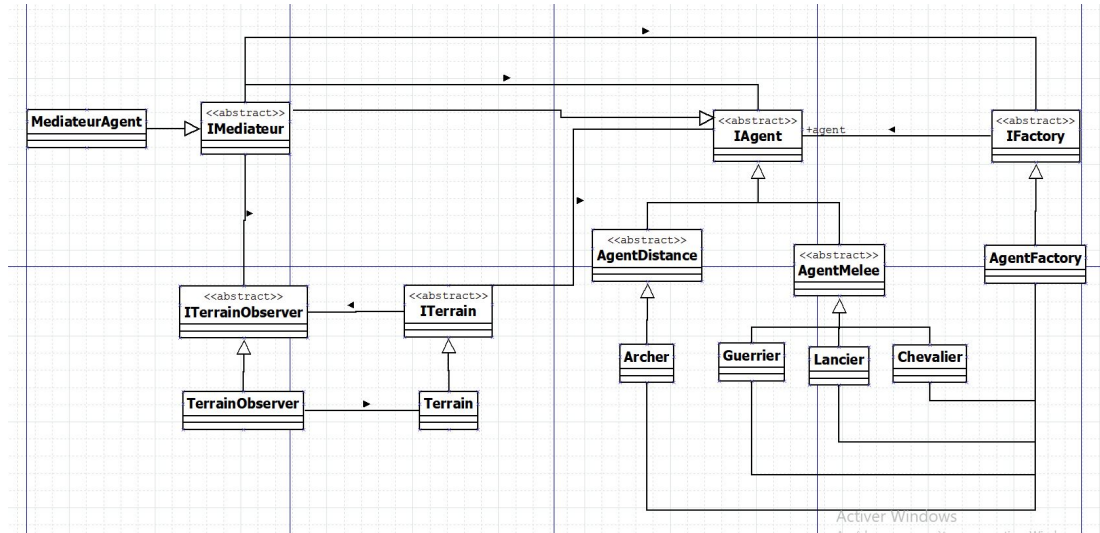 <<abstract>>
IMediateur
MediateurAgent
<<abstract>>
IAgent
+agent
<<abstract>>
IFactory
<<abstract>>
AgentDistance
<<abstract>>
AgentMelee
AgentFactory
<<abstract>>
ITerrainObserver
<<abstract>>
ITerrain
Archer
Guerrier
Lancier
Chevalier
TerrainObserver
Terrain
Activer Windows